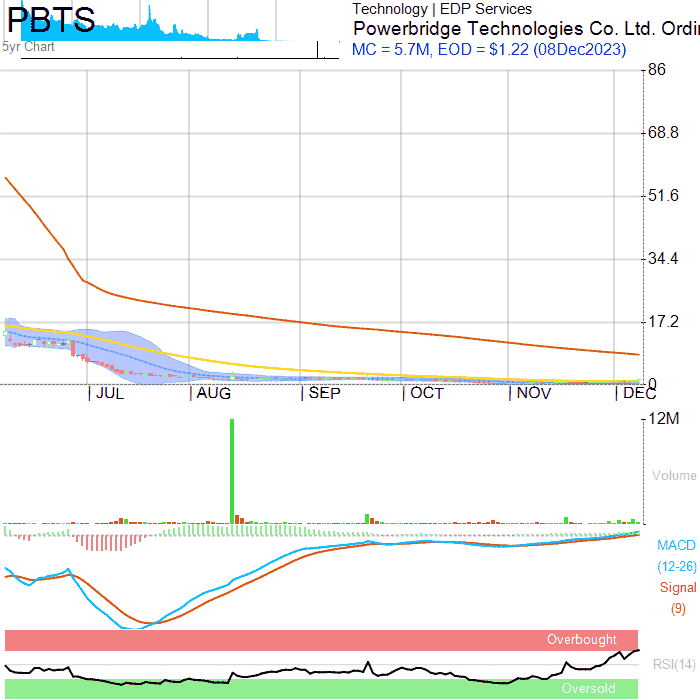 PBTS
5yr Chart
Technology | EDP Services
Powerbridge Technologies Co. Ltd. Ordi
MC = 5.7M, EOD = $1.22 (08Dec2023)
86
68.8
51.6
34.4
17.2
0
JUL AUG SEP OCT NOV DEC
12M
Volume
MACD
(12-26)
Signal
(9)
Overbought
RSI(14)
Oversold